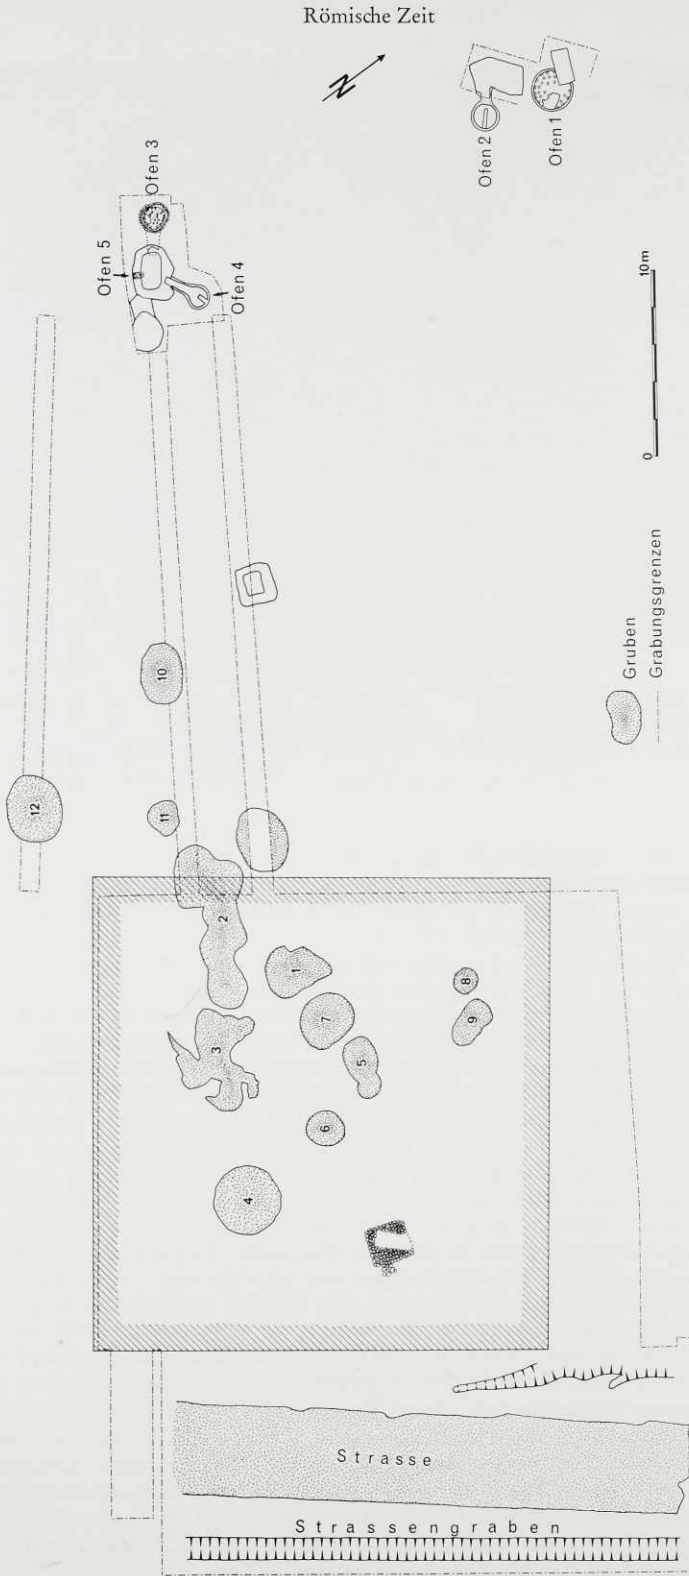 Römische Zeit
N
Ofen 1
Ofen 2
Ofen 3
Ofen 5
Ofen 4
10m
0
Gruben
Grabungsgrenzen
10
12
11
2
1
8
7
9
3
5
6
4
Strasse
Strassengraben